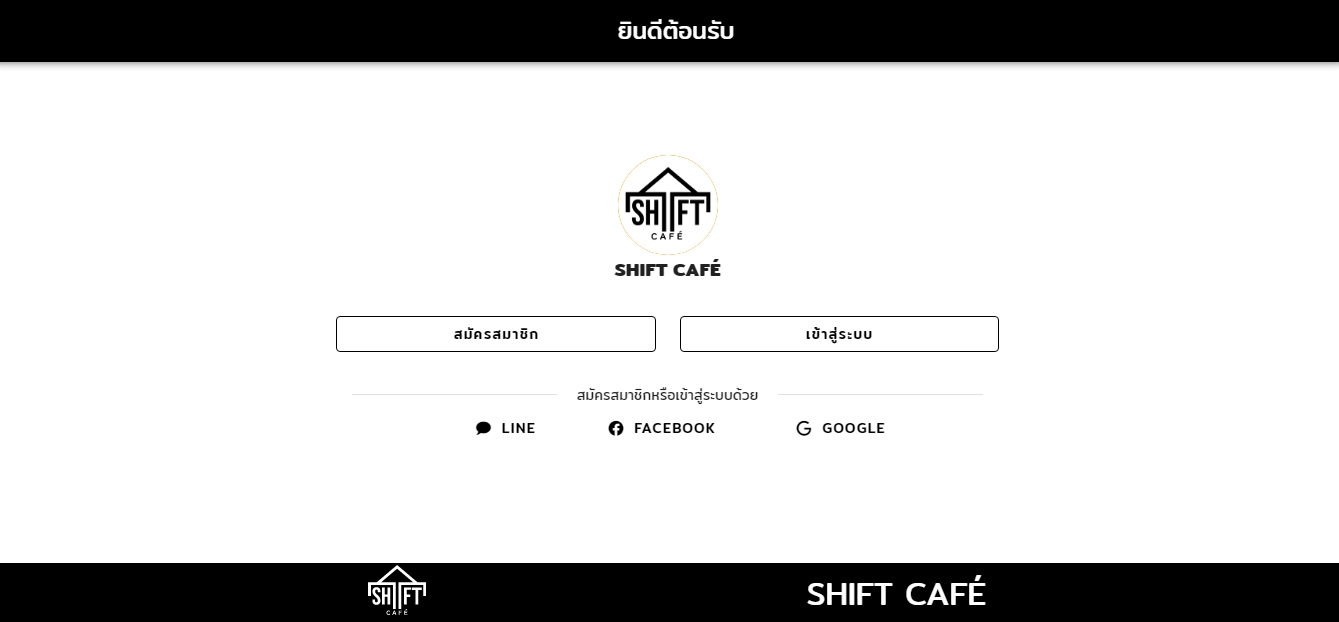 ยินดีต้อนรับ
SHIFT
CAFÉ
SHIFT CAFÉ
สมัครสมาชิก
เข้าสู่ระบบ
สมัครสมาชิกหรือเข้าสู่ระบบด้วย
LINE
FACEBOOK
GOOGLE
SHIFT
CAFÉ
SHIFT CAFÉ